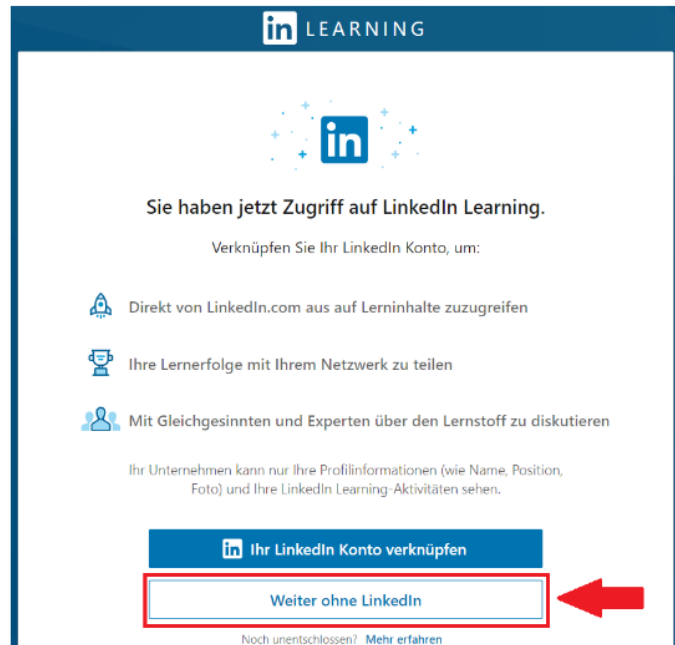 in LEARNING
in
Sie haben jetzt Zugriff auf LinkedIn Learning.
Verknüpfen Sie Ihr LinkedIn Konto, um:
Direkt von LinkedIn.com aus auf Lerninhalte zuzugreifen
Ihre Lernerfolge mit Ihrem Netzwerk zu teilen
Mit Gleichgesinnten und Experten über den Lernstoff zu diskutieren
Ihr Unternehmen kann nur Ihre Profilinformationen (wie Name, Position,
Foto) und Ihre LinkedIn Learning-Aktivitäten sehen.
in Ihr LinkedIn Konto verknüpfen
Weiter ohne LinkedIn
Noch unentschlossen? Mehr erfahren